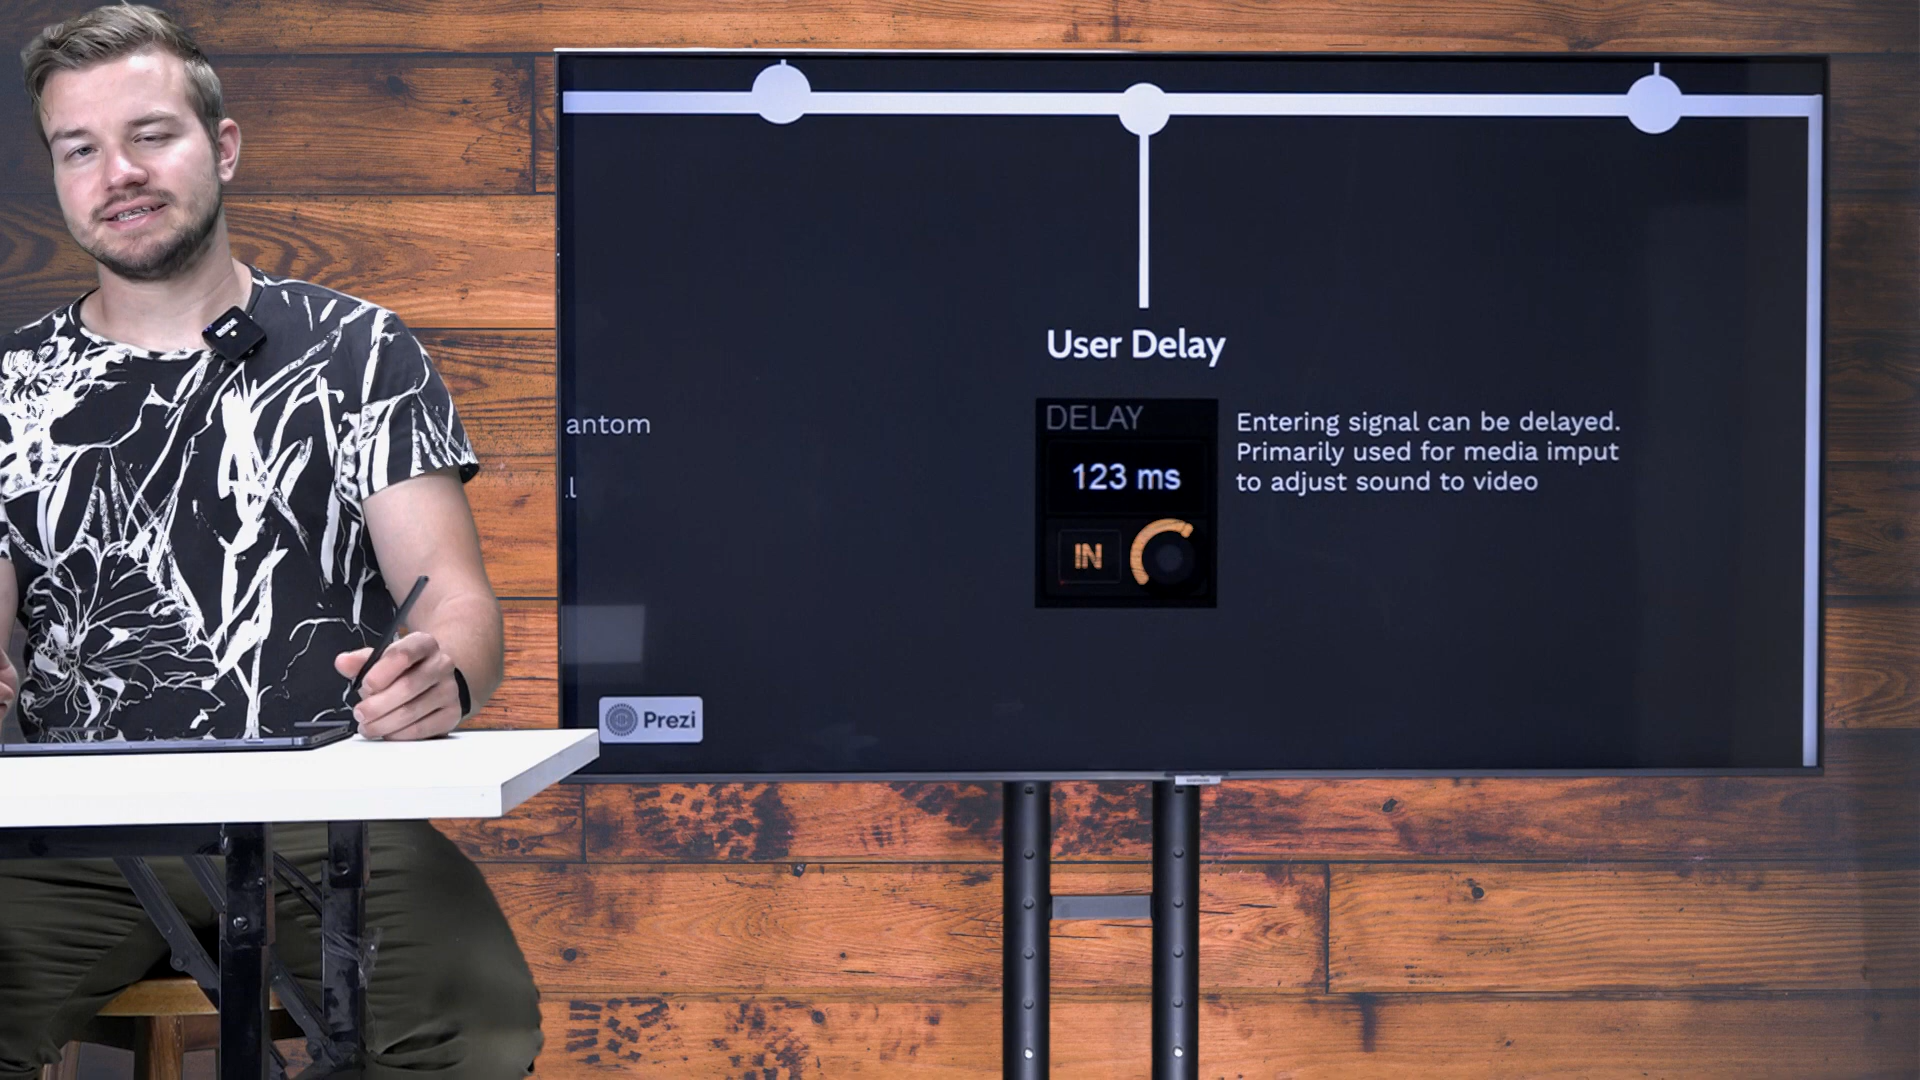 User Delay
antom
l
DELAY
123 ms
IN
Entering signal can be delayed.
Primarily used for media imput
to adjust sound to video
Prezi